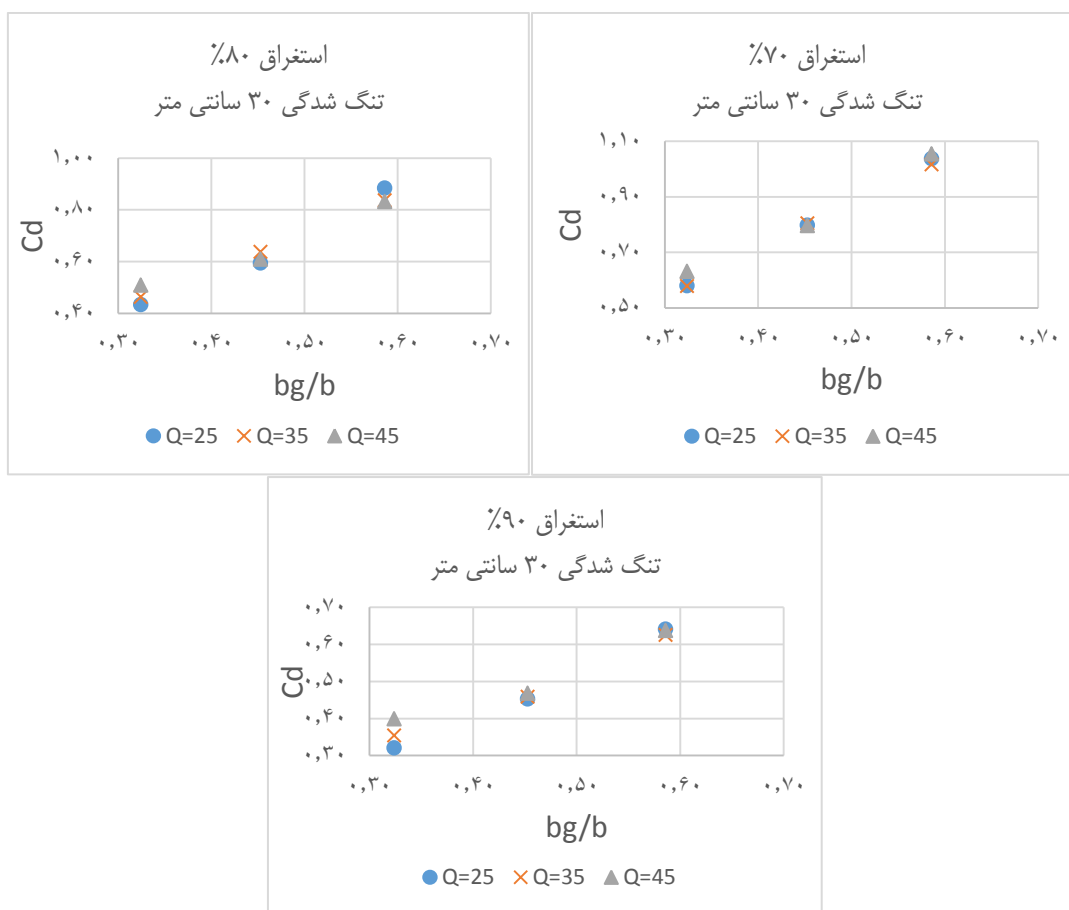 استغراق ۸۰٪
تنگ شدگی ۳۰ سانتی متر
۱٫۰۰
۰٫۸۰
۰٫۶۰
۰٫۴۰
Cd
۰٫۳۰ ۰٫۴۰ ۰٫۵۰ ۰٫۶۰ ۰٫۷۰
bg/b
Q=25 Q=35 Q=45
استغراق ۷۰٪
تنگ شدگی ۳۰ سانتی متر
۱٫۱۰
۰٫۹۰
۰٫۷۰
۰٫۵۰
Cd
۰٫۳۰ ۰٫۴۰ ۰٫۵۰ ۰٫۶۰ ۰٫۷۰
bg/b
Q=25 Q=35 Q=45
استغراق ۹۰٪
تنگ شدگی ۳۰ سانتی متر
۰٫۷۰
۰٫۶۰
۰٫۵۰
۰٫۴۰
۰٫۳۰
Cd
۰٫۳۰ ۰٫۴۰ ۰٫۵۰ ۰٫۶۰ ۰٫۷۰
bg/b
Q=25 Q=35 Q=45